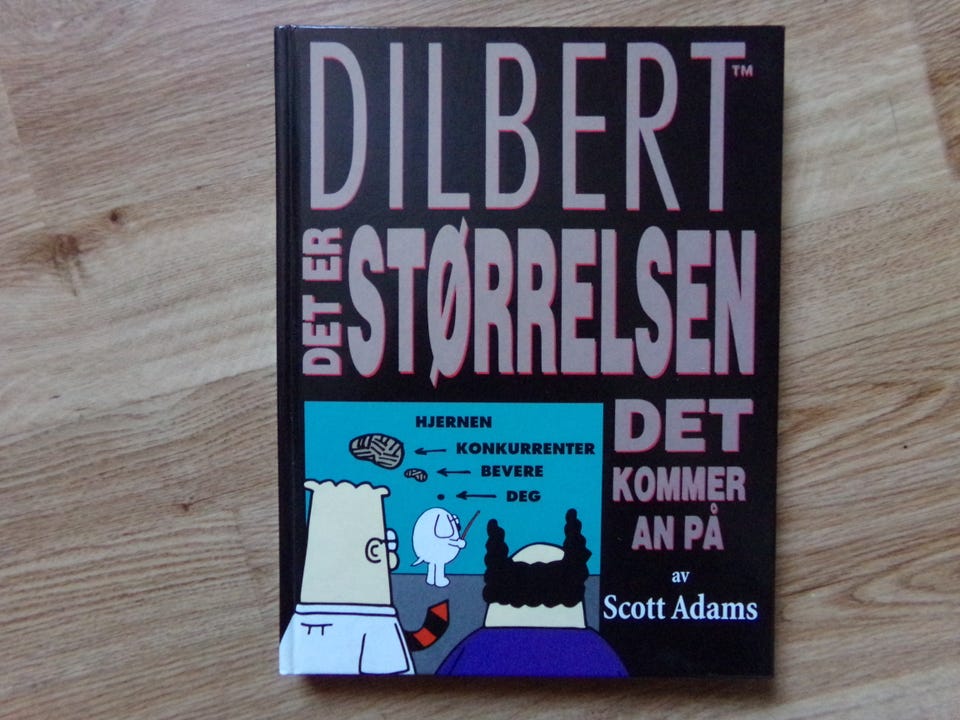 DILBERT™
DET ER
STØRRELSEN
DET
KOMMER
AN PÅ
av
Scott Adams
HJERNEN
KONKURRENTER
BEVERE
DEG